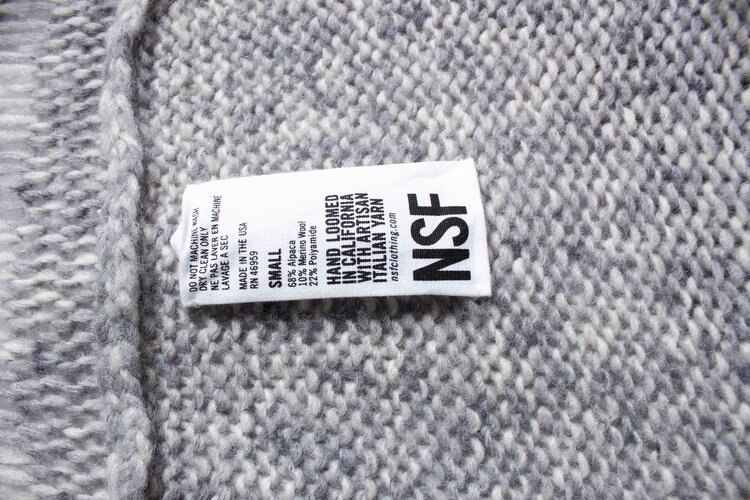 NSF
nsfclothing.com
HAND LOOMED
IN CALIFORNIA
WITH ARTISAN
ITALIAN YARN
SMALL
68% Alpaca
10% Merino Wool
22% Polyamide
MADE IN THE USA
RN 46959
DO NOT MACHINE WASH
DRY CLEAN ONLY
NE PAS LAVER EN MACHINE
LAVAGE A SEC